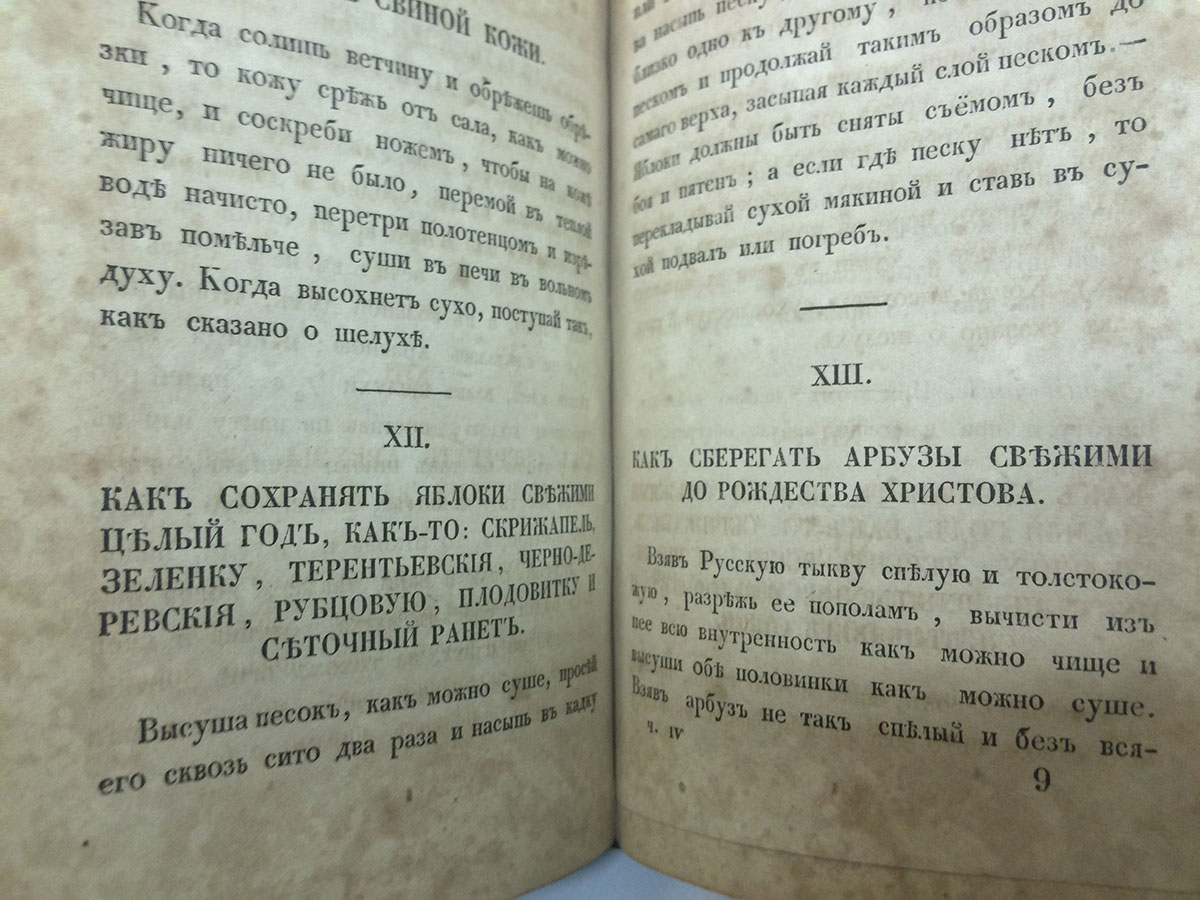 СВИНОЙ КОЖИ.
Когда солишь ветчину и обрѣжешь обрѣ-
зки, то кожу срѣжь отъ сала, какъ можно
чище, и соскреби ножемъ, чтобы на кожѣ
жиру ничего не было, перемой въ теплой
водѣ начисто, перетри полотенцомъ и изрѣ-
завъ помѣльче, суши въ печи въ вольномъ
духу. Когда высохнетъ сухо, поступай такъ,
какъ сказано о шелухѣ.
XII.
КАКЪ СОХРАНЯТЬ ЯБЛОКИ СВѢЖИМИ
ЦѢЛЫЙ ГОДЪ, КАКЪ-ТО: СКРИЖАПЕЛЬ,
ЗЕЛЕНКУ, ТЕРЕНТЬЕВСКІЯ, ЧЕРНО-ДЕ-
РЕВСКІЯ, РУБЦОВУЮ, ПЛОДОВИТКУ И
СѢТОЧНЫЙ РАНЕТЪ.
Высуша песокъ, какъ можно суше, просѣй
его сквозь сито два раза и насыпь въ кадку
на насыпь песку
близко одно къ другому,
пескомъ и продолжай такимъ образомъ до
самаго верха, засыпая каждый слой пескомъ. —
Яблоки должны быть сняты съёмомъ, безъ
боя и пятенъ; а если гдѣ песку нѣтъ, то
перекладывай сухой мякиной и ставь въ су-
хой подвалъ или погребъ.
XIII.
КАКЪ СБЕРЕГАТЬ АРБУЗЫ СВѢЖИМИ
ДО РОЖДЕСТВА ХРИСТОВА.
Взявъ Русскую тыкву спѣлую и толстоко-
жую, разрѣжь ее пополамъ, вычисти изъ
нее всю внутренность какъ можно чище и
высуши обѣ половинки какъ можно суше.
Взявъ арбузъ не такъ спѣлый и безъ вся-
ч. IV
9